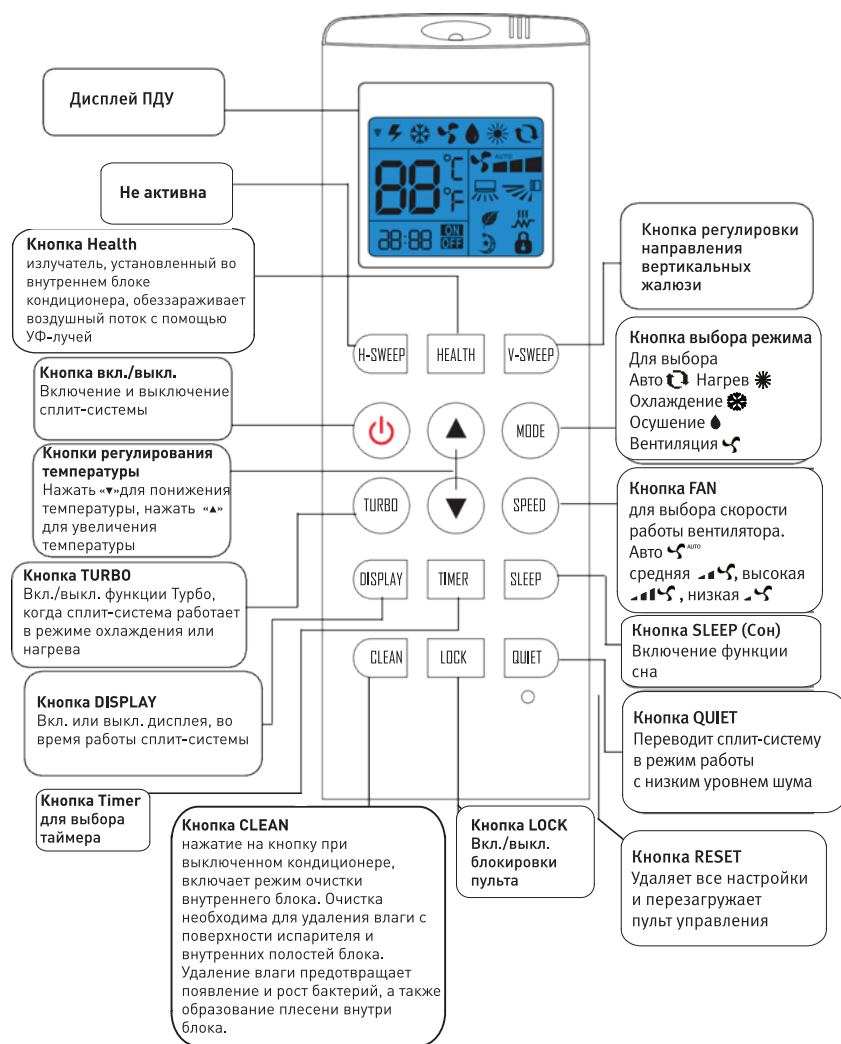 Дисплей ПДУ
Не активна
Кнопка Health
излучатель, установленный во
внутреннем блоке
кондиционера, обеззараживает
воздушный поток с помощью
УФ-лучей
Кнопка вкл./выкл.
Включение и выключение
сплит-системы
Кнопки регулирования
температуры
Нажать «▼»для понижения
температуры, нажать «▲»
для увеличения
температуры
Кнопка TURBO
Вкл./выкл. функции Турбо,
когда сплит-система работает
в режиме охлаждения или
нагрева
Кнопка DISPLAY
Вкл. или выкл. дисплея, во
время работы сплит-системы
Кнопка Timer
для выбора
таймера
Кнопка CLEAN
нажатие на кнопку при
выключенном кондиционере,
включает режим очистки
внутреннего блока. Очистка
необходима для удаления влаги с
поверхности испарителя и
внутренних полостей блока.
Удаление влаги предотвращает
появление и рост бактерий, а также
образование плесени внутри
блока.
AUTO
88 °C
°F
88:88 ON
OFF
H-SWEEP HEALTH V-SWEEP
MODE
TURBO SPEED
DISPLAY TIMER SLEEP
CLEAN LOCK QUIET
Кнопка LOCK
Вкл./выкл.
блокировки
пульта
Кнопка регулировки
направления
вертикальных
жалюзи
Кнопка выбора режима
Для выбора
Авто Нагрев
Охлаждение
Осушение
Вентиляция
Кнопка FAN
для выбора скорости
работы вентилятора.
Авто AUTO
средняя , высокая
, низкая
Кнопка SLEEP (Сон)
Включение функции
сна
Кнопка QUIET
Переводит сплит-систему
в режим работы
с низким уровнем шума
Кнопка RESET
Удаляет все настройки
и перезагружает
пульт управления